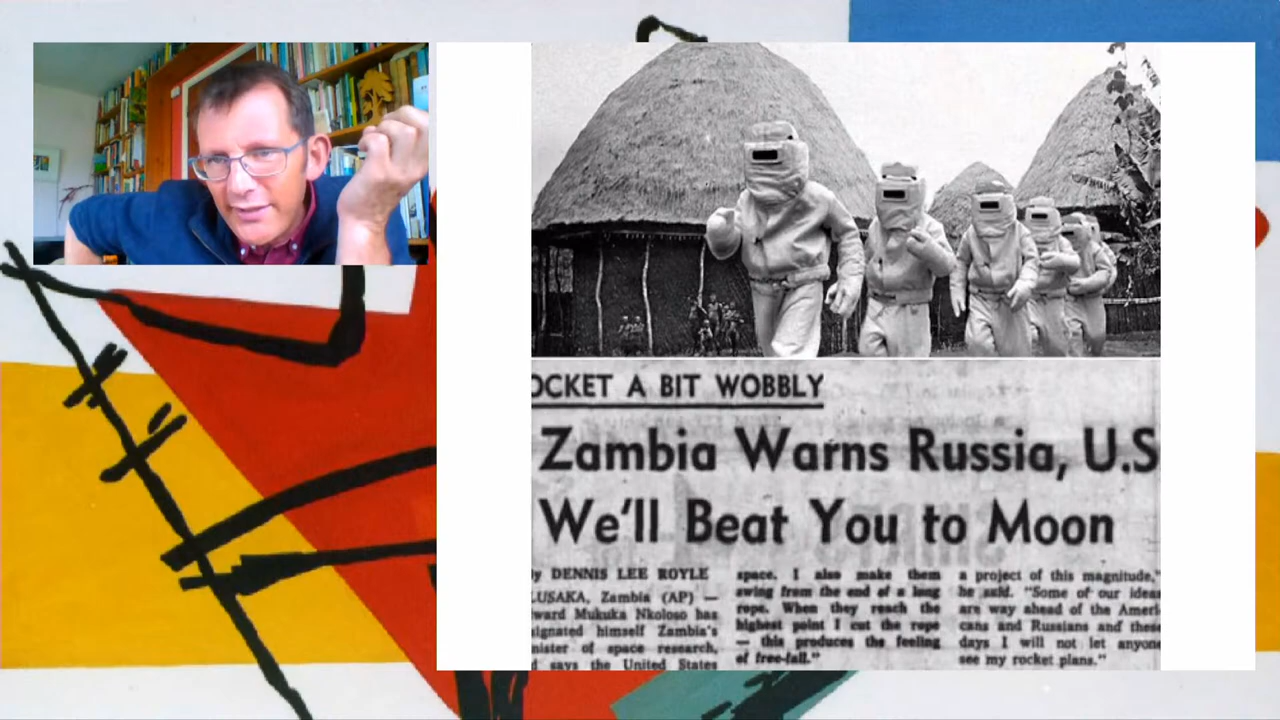 OCKET A BIT WOBBLY
Zambia Warns Russia, U.S
We'll Beat You to Moon
y DENNIS LEE ROYLE
LUSAKA, Zambia (AP) —
ward Mukuka Nkoloso has
signated himself Zambia's
nister of space research,
d says the United States
space. I also make them
swing from the end of a long
rope. When they reach the
highest point I cut the rope
— this produces the feeling
of free-fall."
a project of this magnitude,"
he said. "Some of our ideas
are way ahead of the Ameri
cans and Russians and these
days I will not let anyone
see my rocket plans."